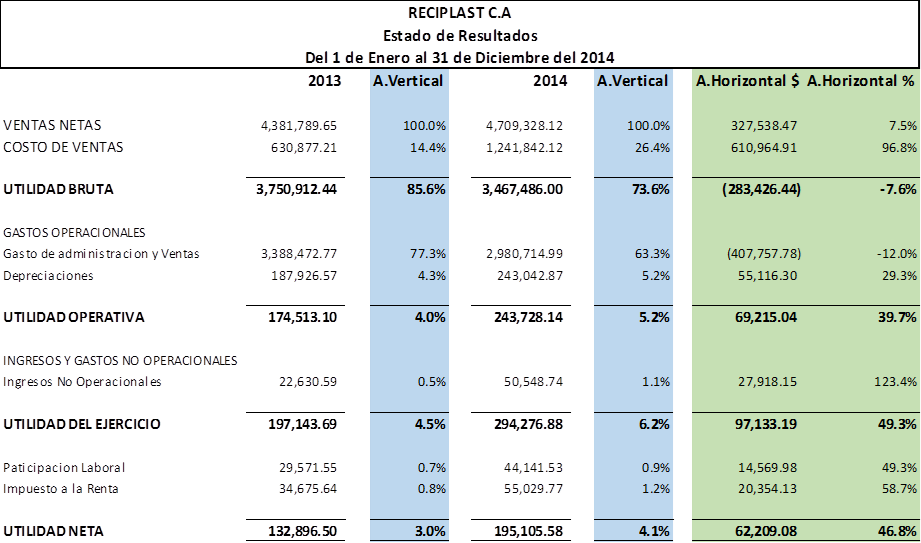 RECIPLAST C.A
Estado de Resultados
Del 1 de Enero al 31 de Diciembre del 2014
2013 A.Vertical 2014 A.Vertical A.Horizontal $ A.Horizontal %
VENTAS NETAS 4,381,789.65 100.0% 4,709,328.12 100.0% 327,538.47 7.5%
COSTO DE VENTAS 630,877.21 14.4% 1,241,842.12 26.4% 610,964.91 96.8%
UTILIDAD BRUTA 3,750,912.44 85.6% 3,467,486.00 73.6% (283,426.44) -7.6%
GASTOS OPERACIONALES
Gasto de administracion y Ventas 3,388,472.77 77.3% 2,980,714.99 63.3% (407,757.78) -12.0%
Depreciaciones 187,926.57 4.3% 243,042.87 5.2% 55,116.30 29.3%
UTILIDAD OPERATIVA 174,513.10 4.0% 243,728.14 5.2% 69,215.04 39.7%
INGRESOS Y GASTOS NO OPERACIONALES
Ingresos No Operacionales 22,630.59 0.5% 50,548.74 1.1% 27,918.15 123.4%
UTILIDAD DEL EJERCICIO 197,143.69 4.5% 294,276.88 6.2% 97,133.19 49.3%
Paticipacion Laboral 29,571.55 0.7% 44,141.53 0.9% 14,569.98 49.3%
Impuesto a la Renta 34,675.64 0.8% 55,029.77 1.2% 20,354.13 58.7%
UTILIDAD NETA 132,896.50 3.0% 195,105.58 4.1% 62,209.08 46.8%